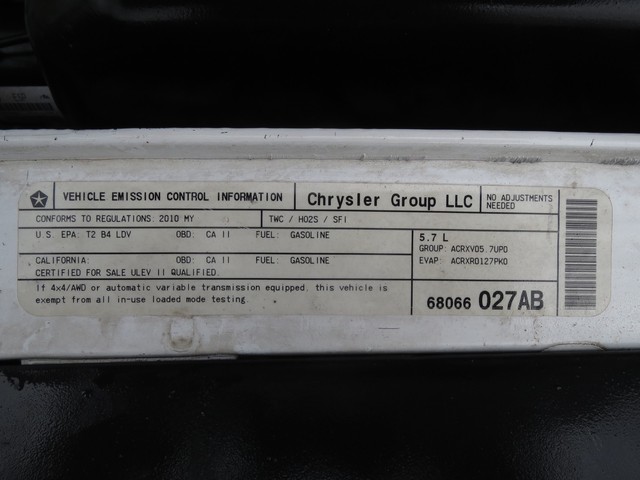 ESP
VEHICLE EMISSION CONTROL INFORMATION
Chrysler Group LLC
NO ADJUSTMENTS
NEEDED
CONFORMS TO REGULATIONS: 2010 MY
TWC / HO2S / SFI
U.S. EPA: T2 B4 LDV OBD: CA II FUEL: GASOLINE
CALIFORNIA: OBD: CA II FUEL: GASOLINE
CERTIFIED FOR SALE ULEV II QUALIFIED.
5.7 L
GROUP: ACRXV05.7UP0
EVAP: ACRXR0127PK0
If 4x4/AWD or automatic variable transmission equipped, this vehicle is
exempt from all in-use loaded mode testing.
68066 027AB